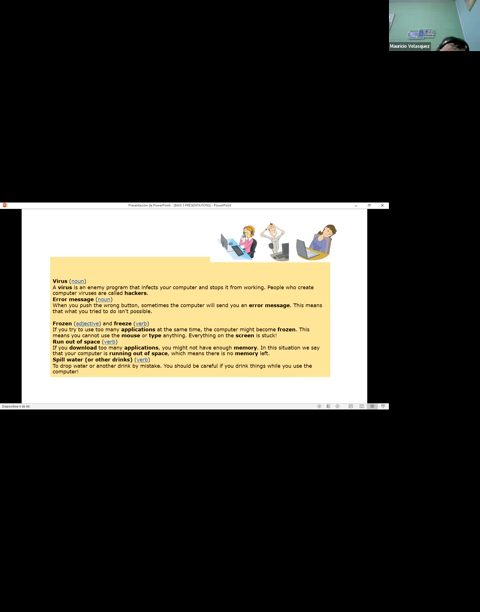 Mauricio Velasquez
Presentación de PowerPoint - [EASY 1 PRESENTATION] - PowerPoint
Virus (noun)
A virus is an enemy program that infects your computer and stops it from working. People who create
computer viruses are called hackers.
Error message (noun)
When you push the wrong button, sometimes the computer will send you an error message. This means
that what you tried to do isn't possible.
Frozen (adjective) and freeze (verb)
If you try to use too many applications at the same time, the computer might become frozen. This
means you cannot use the mouse or type anything. Everything on the screen is stuck!
Run out of space (verb)
If you download too many applications, you might not have enough memory. In this situation we say
that your computer is running out of space, which means there is no memory left.
Spill water (or other drinks) (verb)
To drop water or another drink by mistake. You should be careful if you drink things while you use the
computer!